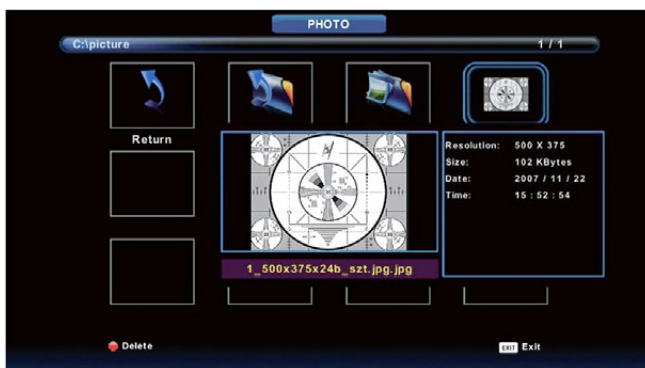 PHOTO
C:\picture
1 / 1
Return
Resolution: 500 X 375
Size: 102 KBytes
Date: 2007 / 11 / 22
Time: 15 : 52 : 54
1_500x375x24b_szt.jpg.jpg
Delete
EXIT Exit